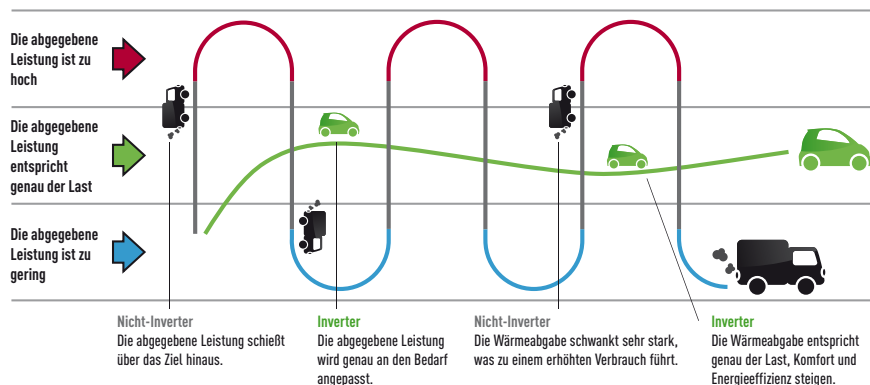 Die abgegebene
Leistung ist zu
hoch
Die abgegebene
Leistung
entspricht
genau der Last
Die abgegebene
Leistung ist zu
gering
Nicht-Inverter
Die abgegebene Leistung schießt
über das Ziel hinaus.
Inverter
Die abgegebene Leistung
wird genau an den Bedarf
angepasst.
Nicht-Inverter
Die Wärmeabgabe schwankt sehr stark,
was zu einem erhöhten Verbrauch führt.
Inverter
Die Wärmeabgabe entspricht
genau der Last, Komfort und
Energieeffizienz steigen.